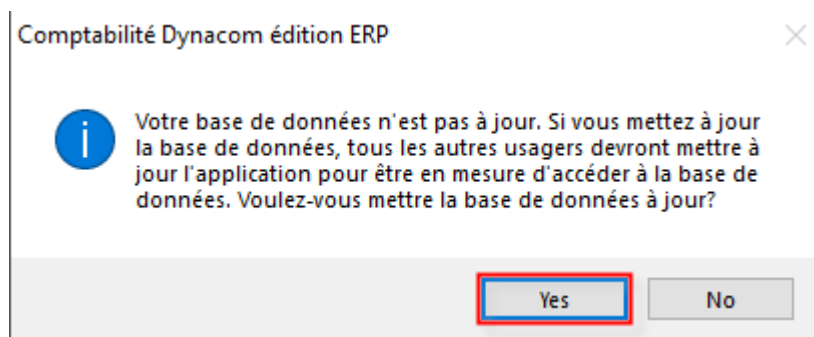 Comptabilité Dynacom édition ERP
Votre base de données n'est pas à jour. Si vous mettez à jour
la base de données, tous les autres usagers devront mettre à
jour l'application pour être en mesure d'accéder à la base de
données. Voulez-vous mettre la base de données à jour?
Yes No